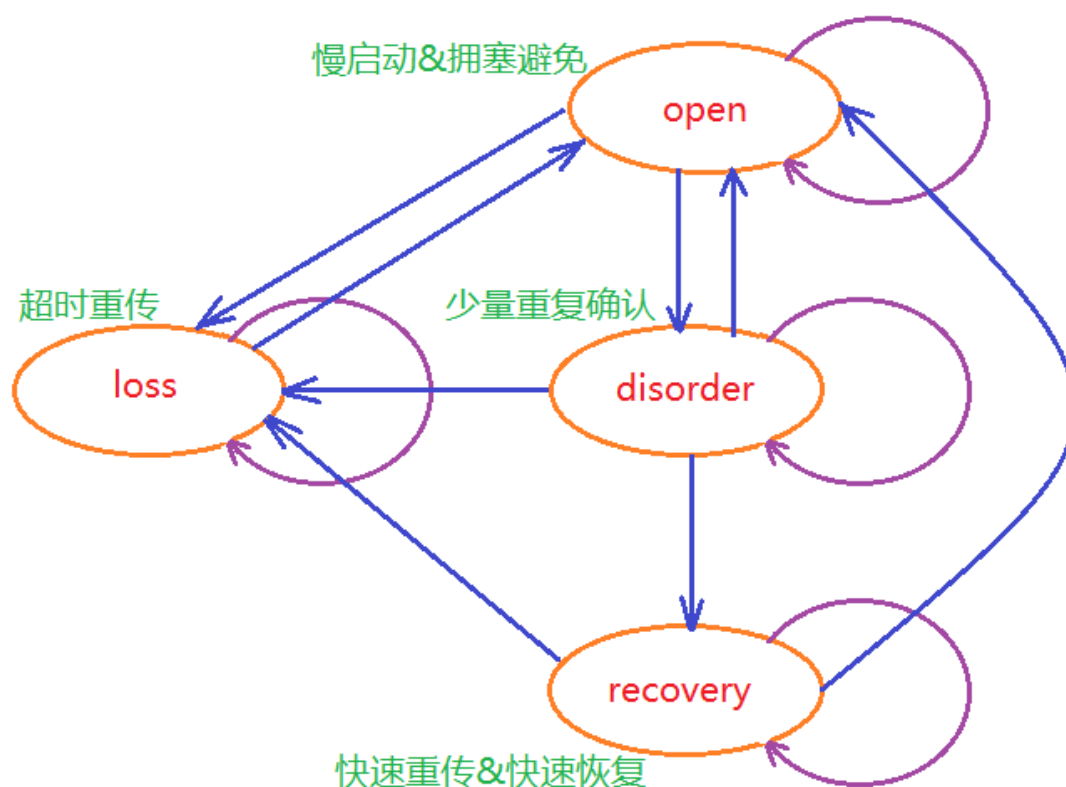 慢启动&拥塞避免
open
超时重传
少量重复确认
loss
disorder
recovery
快速重传&快速恢复